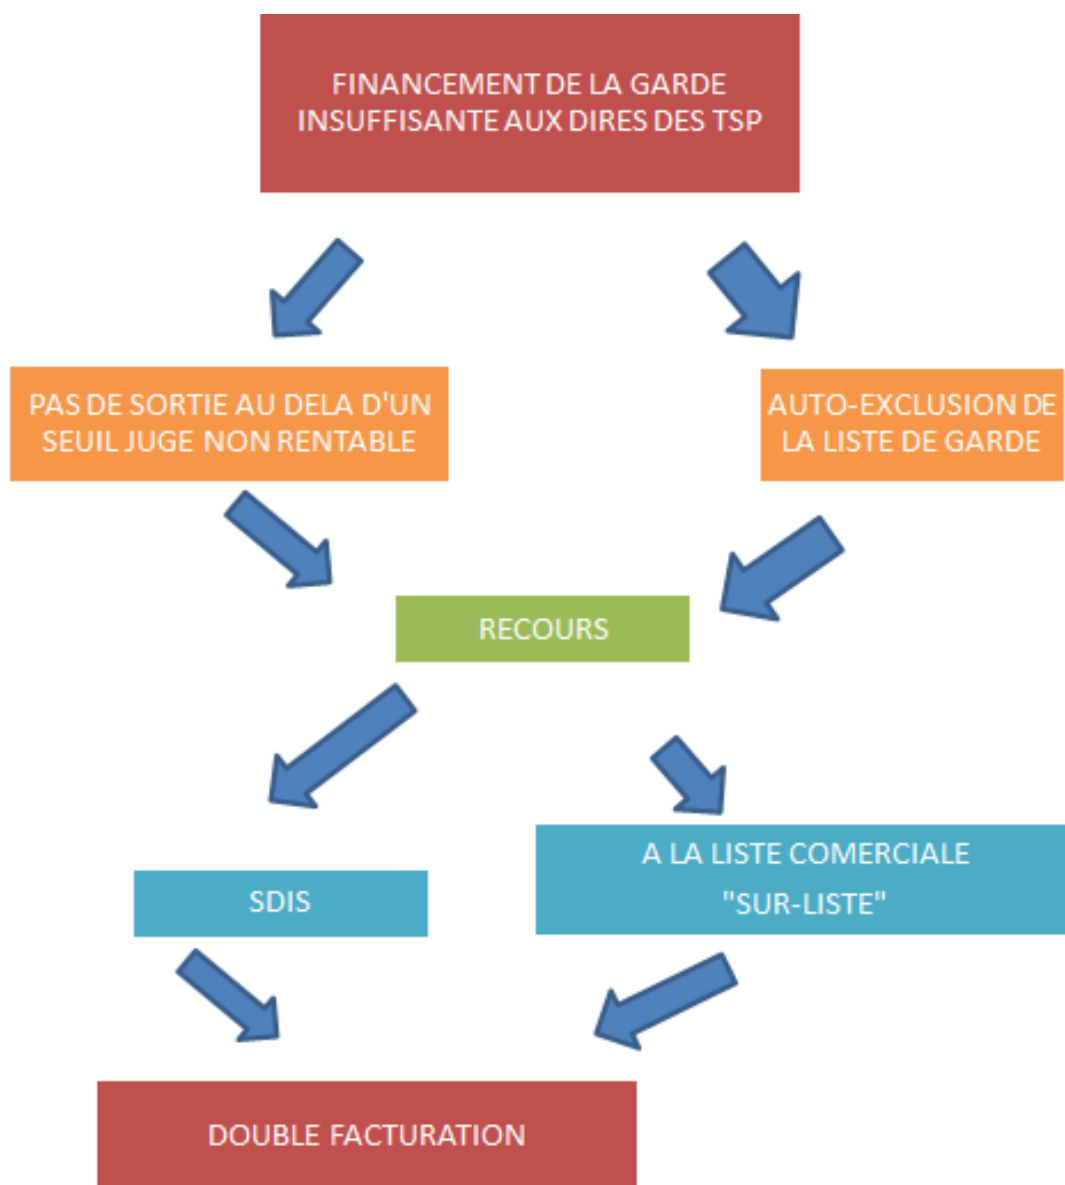 FINANCEMENT DE LA GARDE
INSUFFISANTE AUX DIRES DES TSP
PAS DE SORTIE AU DELA D'UN
SEUIL JUGE NON RENTABLE
AUTO-EXCLUSION DE
LA LISTE DE GARDE
RECOURS
SDIS
A LA LISTE COMERCIALE
"SUR-LISTE"
DOUBLE FACTURATION